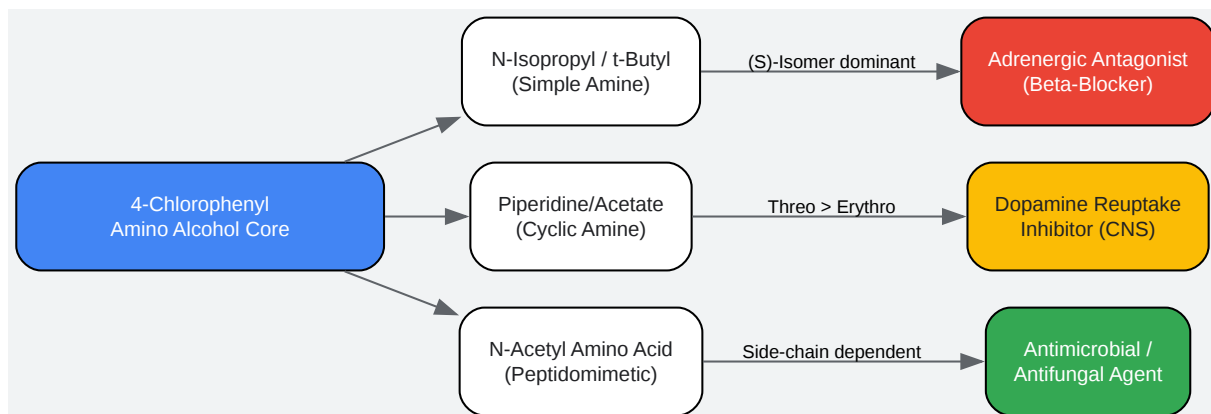 N-Isopropyl / t-Butyl
(Simple Amine)
(S)-Isomer dominant
Adrenergic Antagonist
(Beta-Blocker)
4-Chlorophenyl
Amino Alcohol Core
Piperidine/Acetate
(Cyclic Amine)
Threo > Erythro
Dopamine Reuptake
Inhibitor (CNS)
N-Acetyl Amino Acid
(Peptidomimetic)
Side-chain dependent
Antimicrobial /
Antifungal Agent